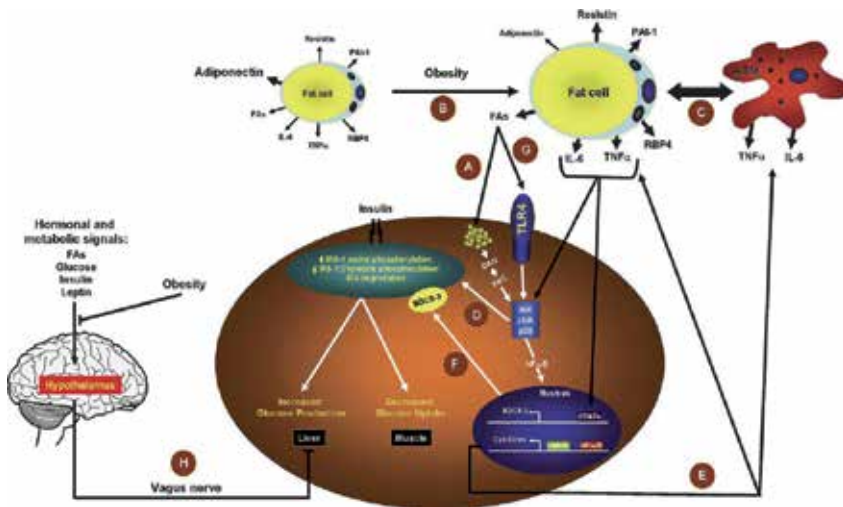 Resistin
PAI-1
Adiponectin
Fat cell
FAs
IL-6
TNFα
RBP4
Obesity
B
Resistin
Adiponectin
PAI-1
Fat cell
FAs
IL-6
TNFα
RBP4
C
TNFα
IL-6
A
G
TLR4
Insulin
Hormonal and
metabolic signals:
FAs
Glucose
Insulin
Leptin
Obesity
Hypothalamus
SOCS-3
D
F
Nucleus
Increased
Glucose Production
Decreased
Glucose Uptake
Liver
Muscle
Cytokines
H
Vagus nerve
E